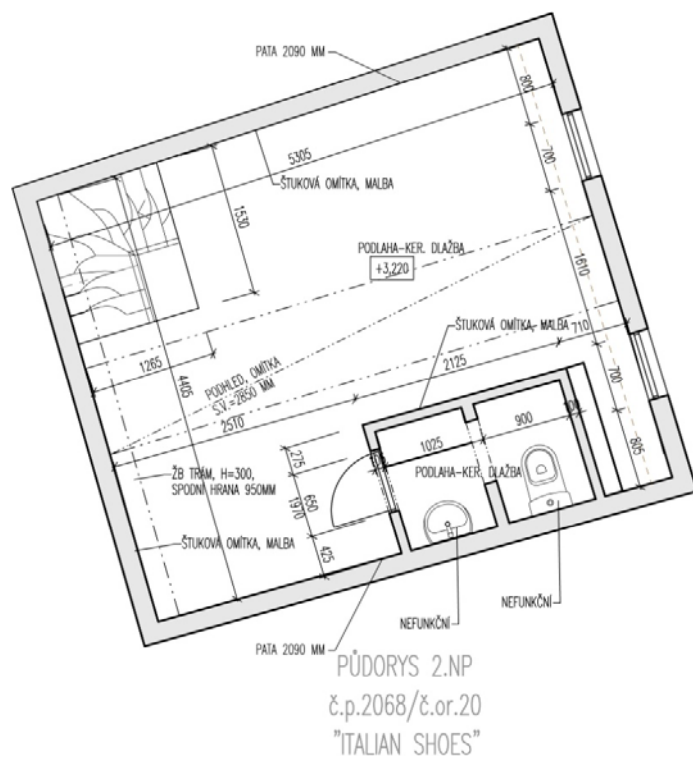 PATA 2090 MM
800
5305
700
ŠTUKOVÁ OMÍTKA, MALBA
1530
PODLAHA-KER. DLAŽBA
+3,220
1610
ŠTUKOVÁ OMÍTKA, MALBA
710
1265
2125
4405
PODHLED, OMÍTKA
S.V.=2850 MM
2510
700
900
1025
275
805
PODLAHA-KER. DLAŽBA
ŽB TRÁM, H=300,
SPODNÍ HRANA 950MM
650
1970
ŠTUKOVÁ OMÍTKA, MALBA
425
NEFUNKČNÍ
NEFUNKČNÍ
PATA 2090 MM
PŮDORYS 2.NP
č.p.2068/č.or.20
"ITALIAN SHOES"